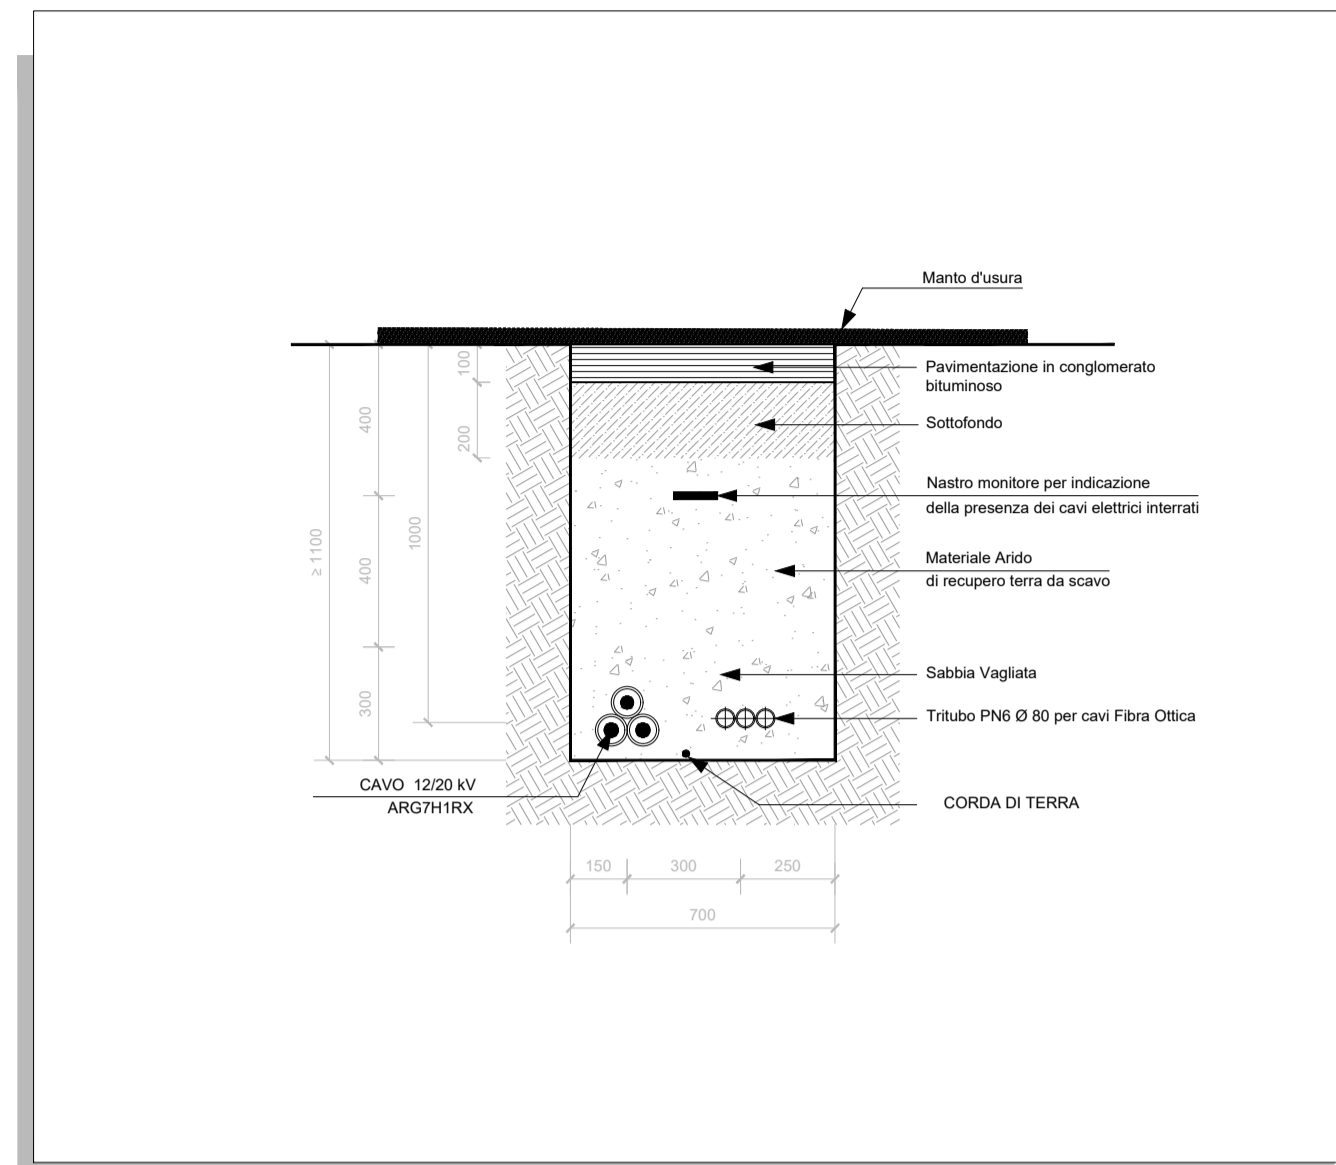 Manto d'usura
Pavimentazione in conglomerato
bituminoso
Sottofondo
Nastro monitore per indicazione
della presenza dei cavi elettrici interrati
Materiale Arido
di recupero terra da scavo
Sabbia Vagliata
Tritubo PN6 Ø 80 per cavi Fibra Ottica
CORDA DI TERRA
CAVO 12/20 kV
ARG7H1RX
100
200
400
400
300
1000
≥ 1100
150 300 250
700